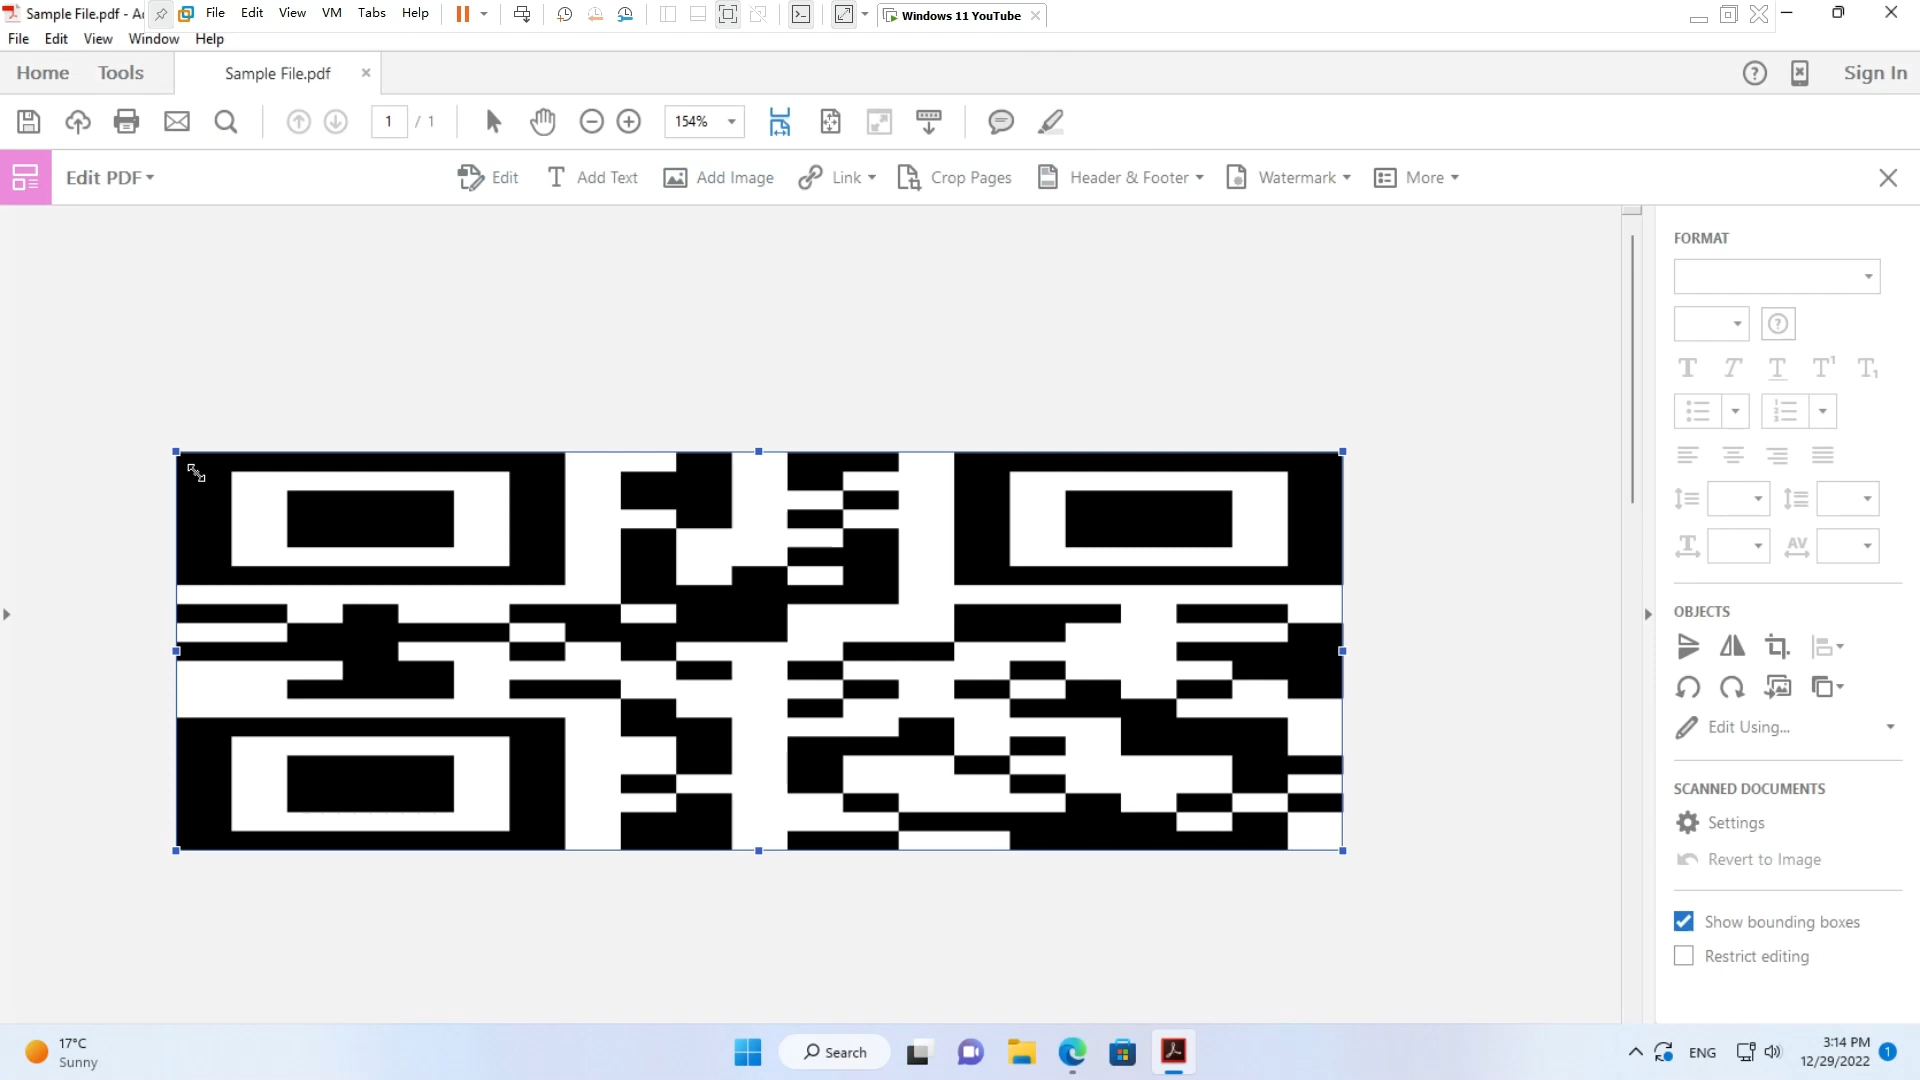 Sample File.pdf - A
File Edit View VM Tabs Help
Windows 11 YouTube
File Edit View Window Help
Home Tools Sample File.pdf Sign In
1 / 1 154%
Edit PDF Edit Add Text Add Image Link Crop Pages Header & Footer Watermark More
FORMAT
OBJECTS
Edit Using...
SCANNED DOCUMENTS
Settings
Revert to Image
Show bounding boxes
Restrict editing
17°C
Sunny
Search
ENG
3:14 PM
12/29/2022
1